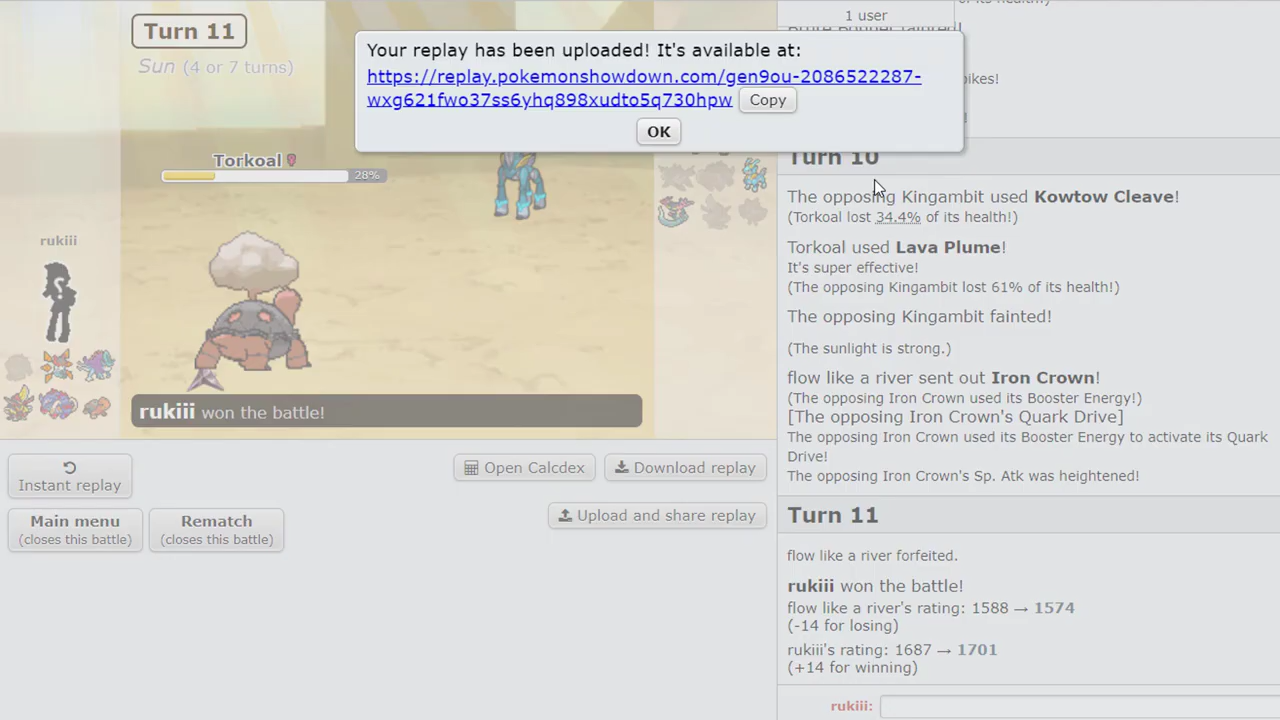 Turn 11
Sun (4 or 7 turns)
Your replay has been uploaded! It's available at:
https://replay.pokemonshowdown.com/gen9ou-2086522287-
wxg621fwo37ss6yhq898xudto5q730hpw Copy
OK
Torkoal
28%
rukiii
rukiii won the battle!
Instant replay
Open Calcdex
Download replay
Main menu
(closes this battle)
Rematch
(closes this battle)
Upload and share replay
1 user
of its health!)
fainted!
pikes!
Turn 10
The opposing Kingambit used Kowtow Cleave!
(Torkoal lost 34.4% of its health!)
Torkoal used Lava Plume!
It's super effective!
(The opposing Kingambit lost 61% of its health!)
The opposing Kingambit fainted!
(The sunlight is strong.)
flow like a river sent out Iron Crown!
(The opposing Iron Crown used its Booster Energy!)
[The opposing Iron Crown's Quark Drive]
The opposing Iron Crown used its Booster Energy to activate its Quark
Drive!
The opposing Iron Crown's Sp. Atk was heightened!
Turn 11
flow like a river forfeited.
rukiii won the battle!
flow like a river's rating: 1588 → 1574
(-14 for losing)
rukiii's rating: 1687 → 1701
(+14 for winning)
rukiii: